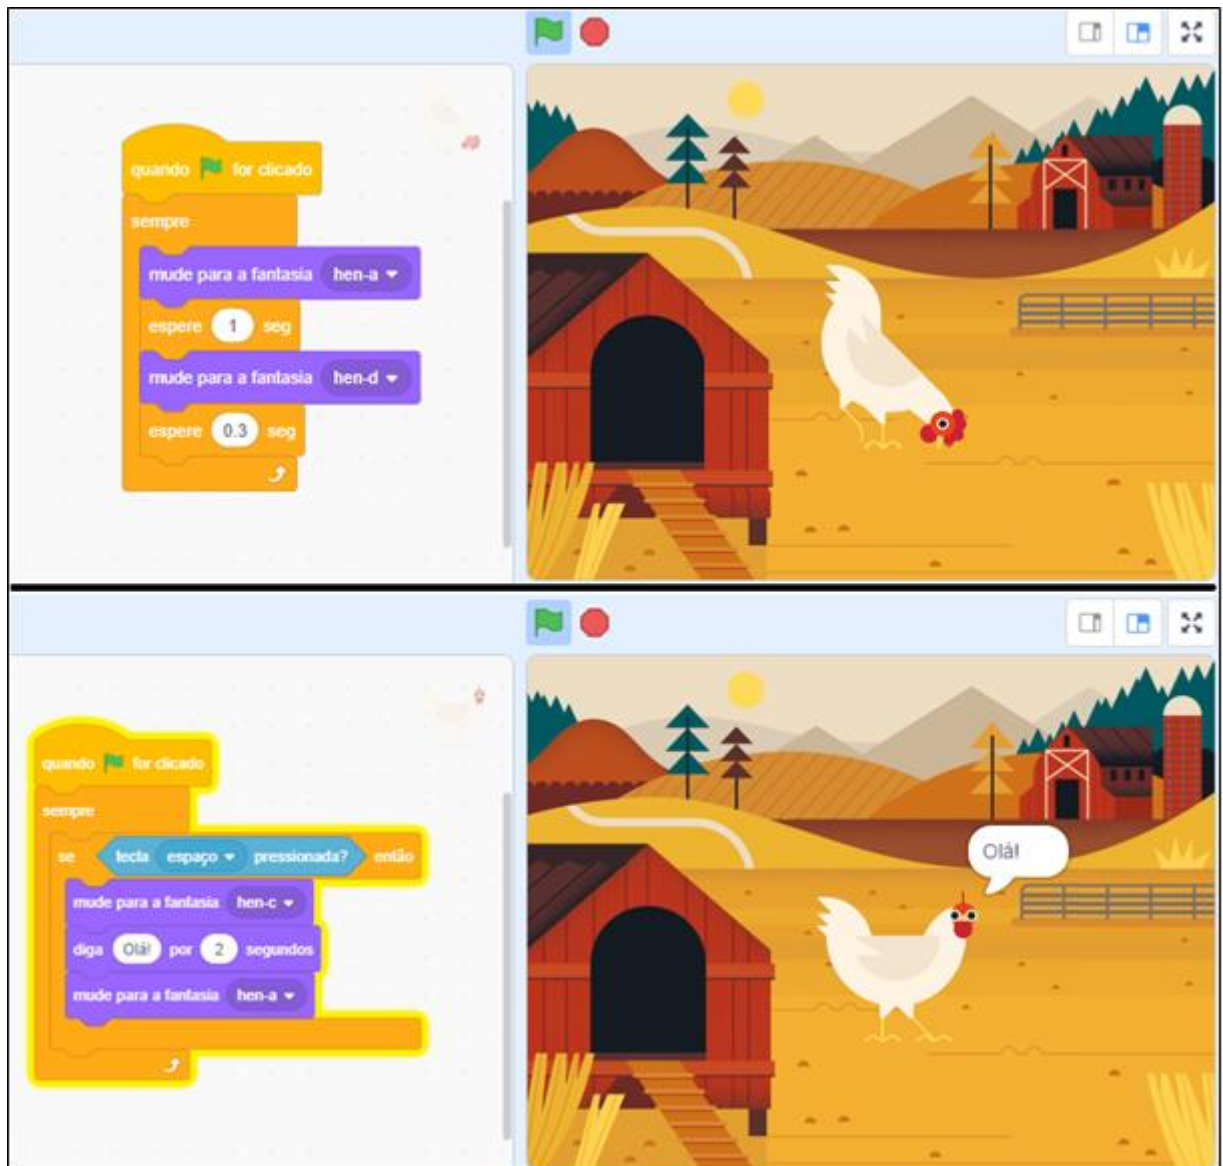 quando for clicado
sempre
mude para a fantasia hen-a
espere 1 seg
mude para a fantasia hen-d
espere 0.3 seg
quando for clicado
sempre
se tecla espaço pressionada? então
mude para a fantasia hen-c
diga Olá! por 2 segundos
mude para a fantasia hen-a
Olá!